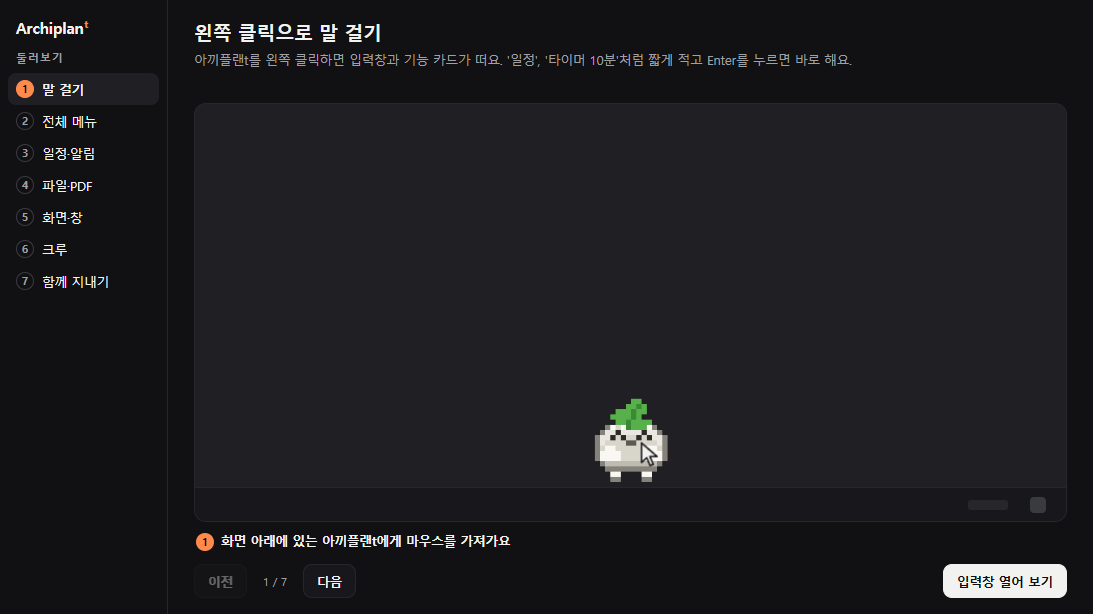 Archiplan^t
둘러보기
1 말 걸기
2 전체 메뉴
3 일정·알림
4 파일·PDF
5 화면·창
6 크루
7 함께 지내기
왼쪽 클릭으로 말 걸기
아끼플랜t를 왼쪽 클릭하면 입력창과 기능 카드가 떠요. '일정', '타이머 10분'처럼 짧게 적고 Enter를 누르면 바로 해요.
1 화면 아래에 있는 아끼플랜t에게 마우스를 가져가요
이전 1 / 7 다음 입력창 열어 보기